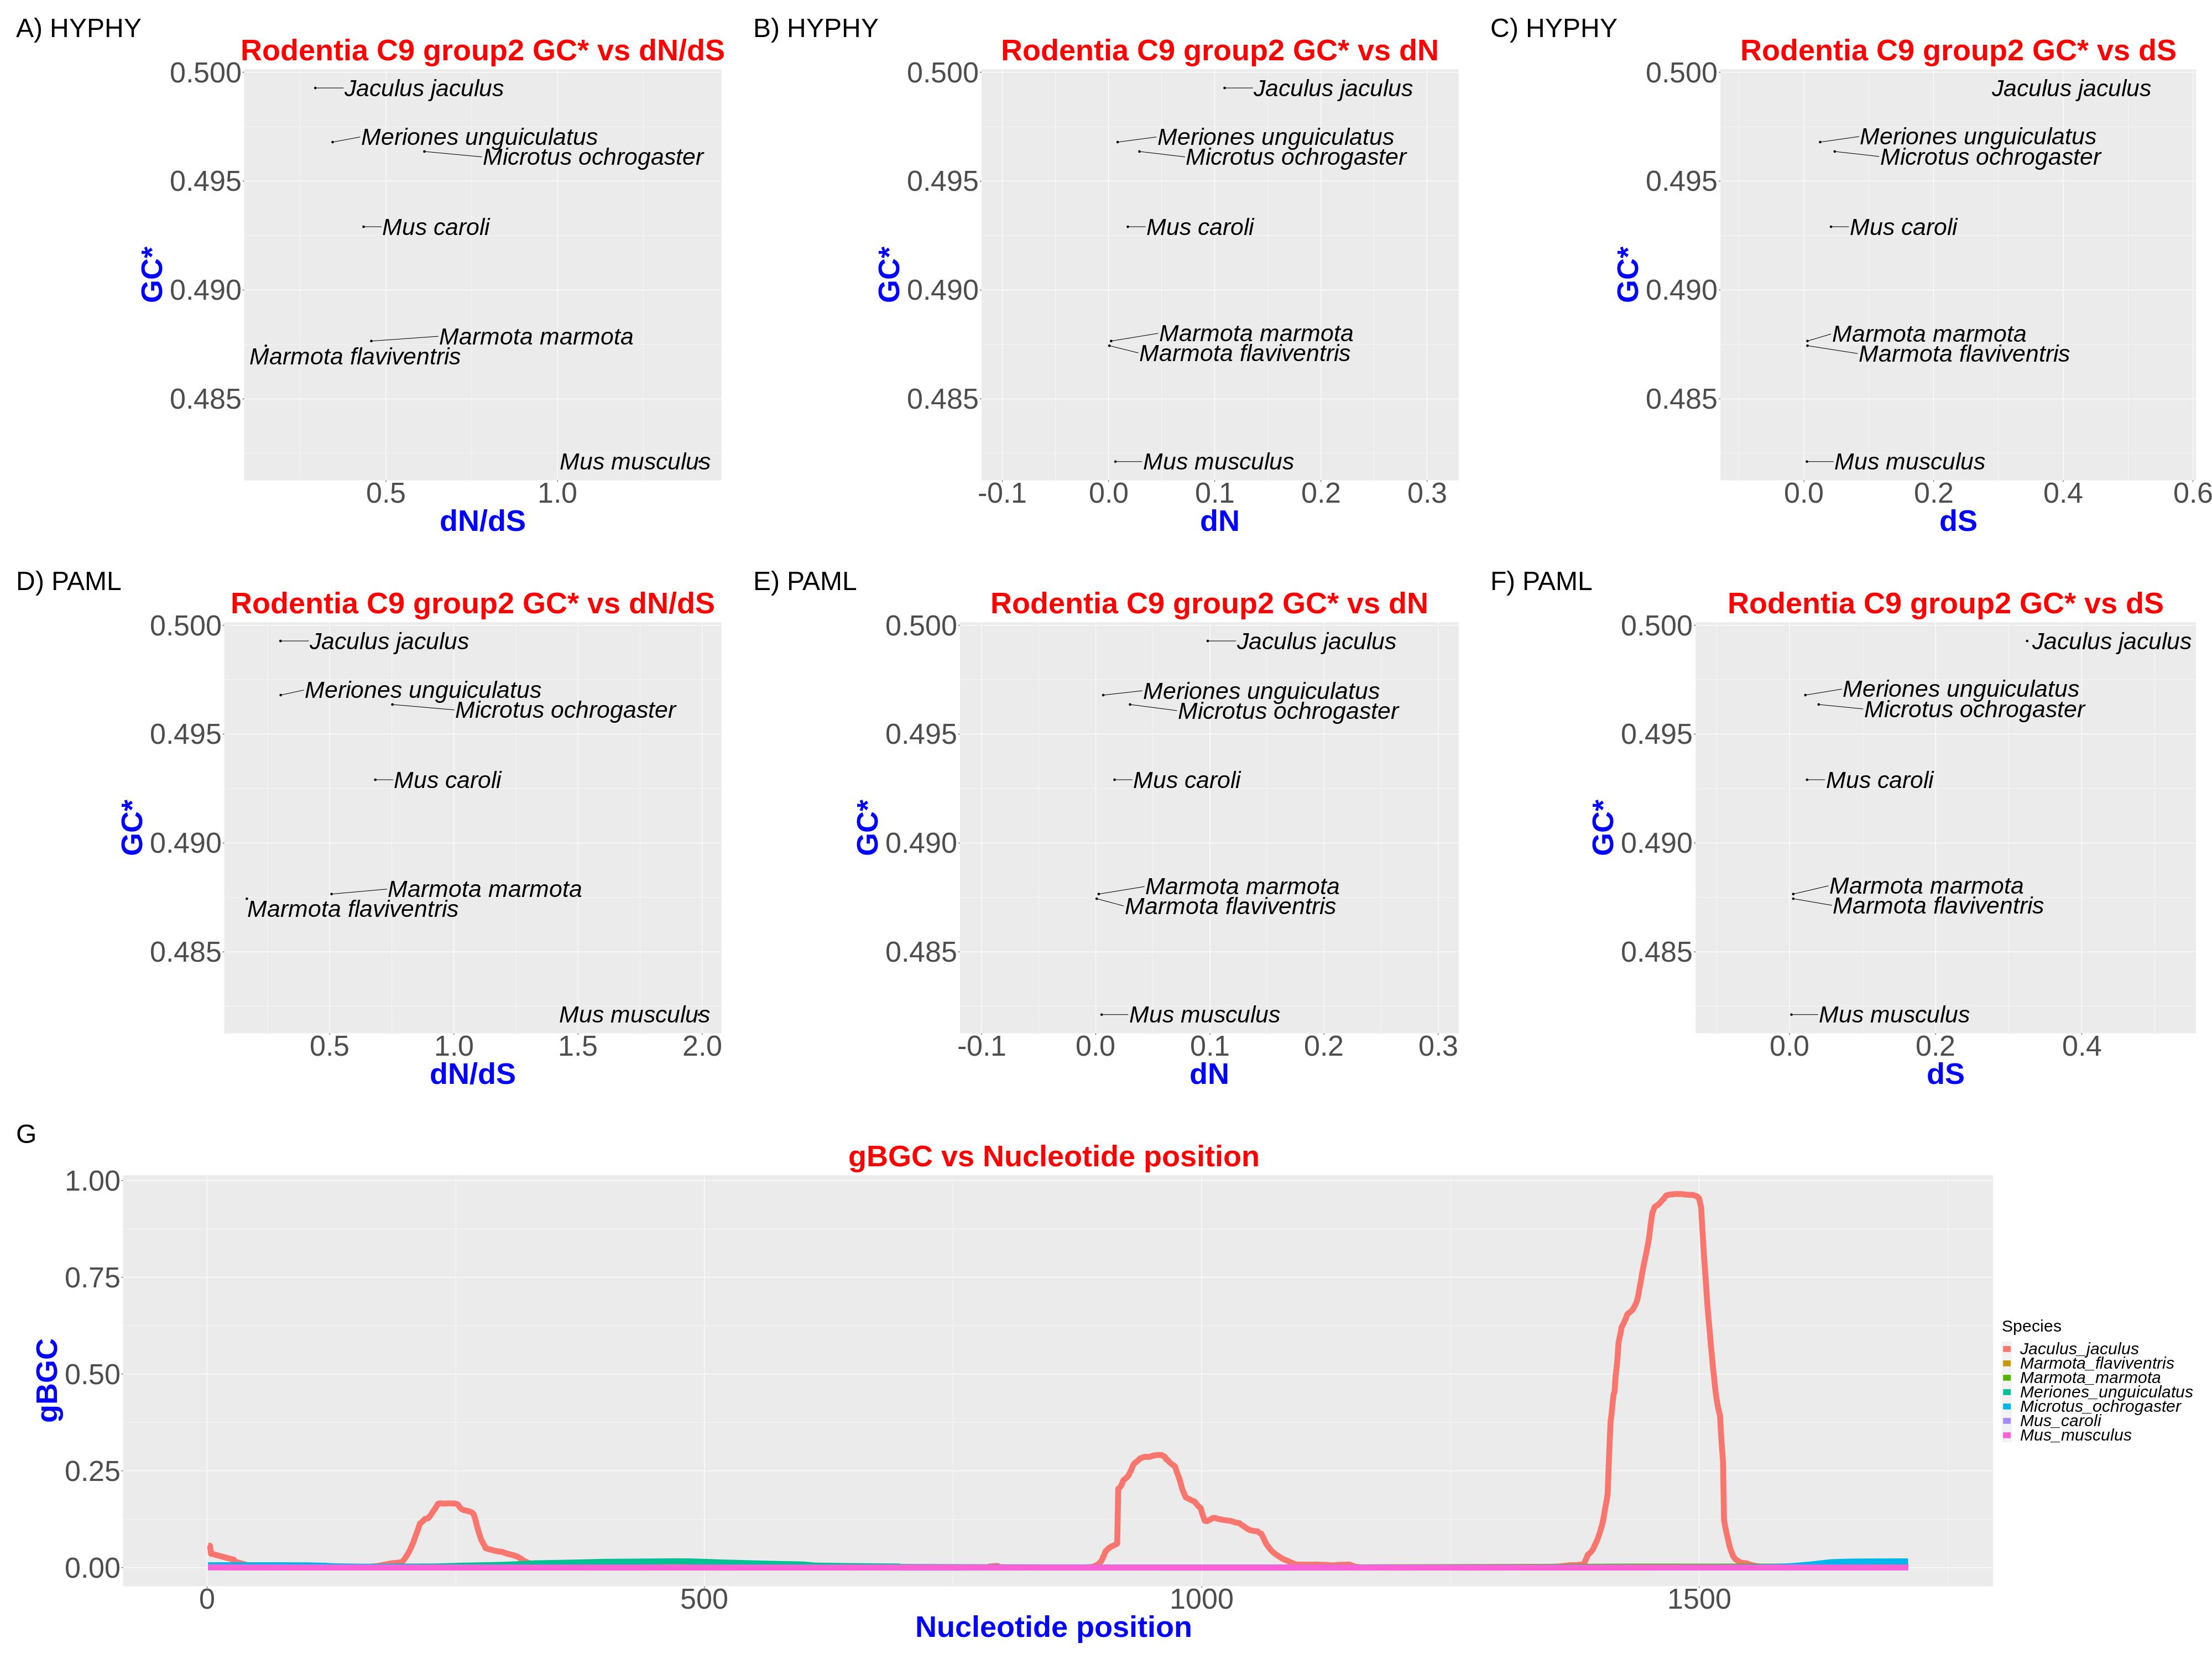 A) HYPHY
Rodentia C9 group2 GC* vs dN/dS
0.500
0.495
0.490
0.485
GC*
Jaculus jaculus
Meriones unguiculatus
Microtus ochrogaster
Mus caroli
Marmota marmota
Marmota flaviventris
Mus musculus
0.5 1.0
dN/dS
B) HYPHY
Rodentia C9 group2 GC* vs dN
0.500
0.495
0.490
0.485
GC*
Jaculus jaculus
Meriones unguiculatus
Microtus ochrogaster
Mus caroli
Marmota marmota
Marmota flaviventris
Mus musculus
-0.1 0.0 0.1 0.2 0.3
dN
C) HYPHY
Rodentia C9 group2 GC* vs dS
0.500
0.495
0.490
0.485
GC*
Jaculus jaculus
Meriones unguiculatus
Microtus ochrogaster
Mus caroli
Marmota marmota
Marmota flaviventris
Mus musculus
0.0 0.2 0.4 0.6
dS
D) PAML
Rodentia C9 group2 GC* vs dN/dS
0.500
0.495
0.490
0.485
GC*
Jaculus jaculus
Meriones unguiculatus
Microtus ochrogaster
Mus caroli
Marmota marmota
Marmota flaviventris
Mus musculus
0.5 1.0 1.5 2.0
dN/dS
E) PAML
Rodentia C9 group2 GC* vs dN
0.500
0.495
0.490
0.485
GC*
Jaculus jaculus
Meriones unguiculatus
Microtus ochrogaster
Mus caroli
Marmota marmota
Marmota flaviventris
Mus musculus
-0.1 0.0 0.1 0.2 0.3
dN
F) PAML
Rodentia C9 group2 GC* vs dS
0.500
0.495
0.490
0.485
GC*
Jaculus jaculus
Meriones unguiculatus
Microtus ochrogaster
Mus caroli
Marmota marmota
Marmota flaviventris
Mus musculus
0.0 0.2 0.4
dS
G
gBGC vs Nucleotide position
1.00
0.75
0.50
0.25
0.00
gBGC
0 500 1000 1500
Nucleotide position
Species
Jaculus_jaculus
Marmota_flaviventris
Marmota_marmota
Meriones_unguiculatus
Microtus_ochrogaster
Mus_caroli
Mus_musculus